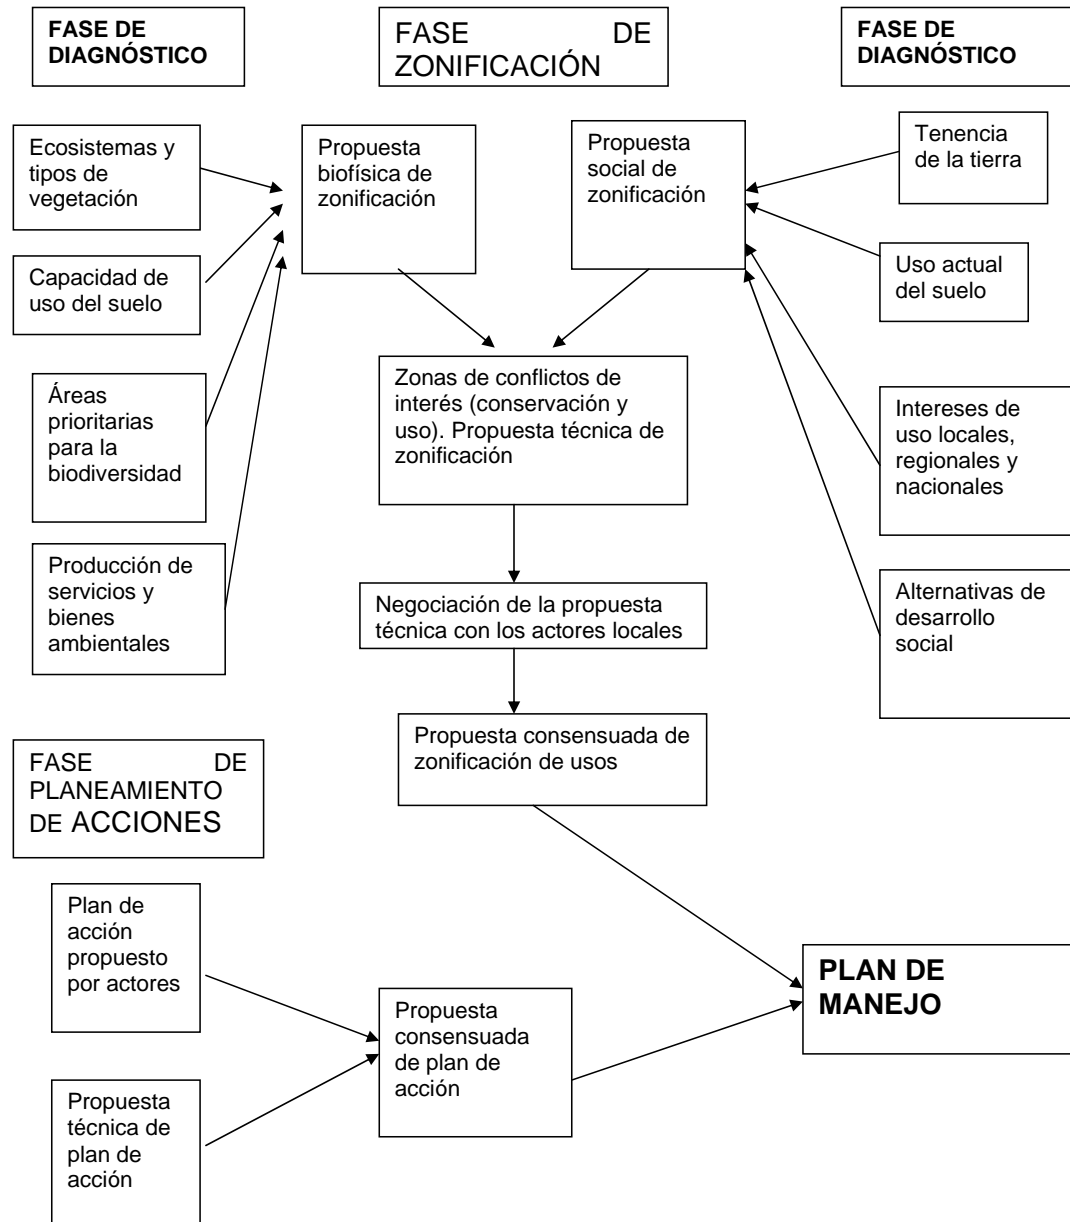 FASE DE
DIAGNÓSTICO
FASE DE
ZONIFICACIÓN
FASE DE
DIAGNÓSTICO
Ecosistemas y
tipos de
vegetación
Propuesta
biofísica de
zonificación
Propuesta
social de
zonificación
Tenencia
de la tierra
Capacidad de
uso del suelo
Uso actual
del suelo
Áreas
prioritarias
para la
biodiversidad
Zonas de conflictos de
interés (conservación y
uso). Propuesta técnica de
zonificación
Intereses de
uso locales,
regionales y
nacionales
Producción de
servicios y
bienes
ambientales
Negociación de la propuesta
técnica con los actores locales
Alternativas de
desarrollo
social
Propuesta consensuada de
zonificación de usos
FASE DE
PLANEAMIENTO
DE ACCIONES
Plan de
acción
propuesto
por actores
Propuesta
consensuada
de plan de
acción
PLAN DE
MANEJO
Propuesta
técnica de
plan de
acción